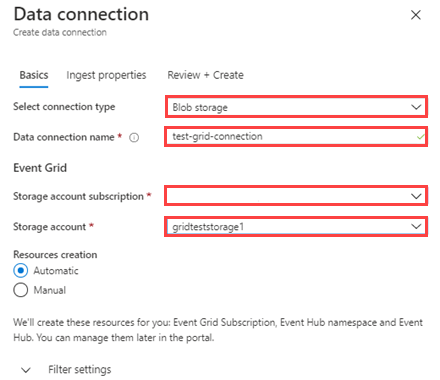 Data connection
Create data connection
Basics Ingest properties Review + Create
Select connection type Blob storage
Data connection name * test-grid-connection
Event Grid
Storage account subscription *
Storage account * gridteststorage1
Resources creation
Automatic
Manual
We'll create these resources for you: Event Grid Subscription, Event Hub namespace and Event
Hub. You can manage them later in the portal.
Filter settings